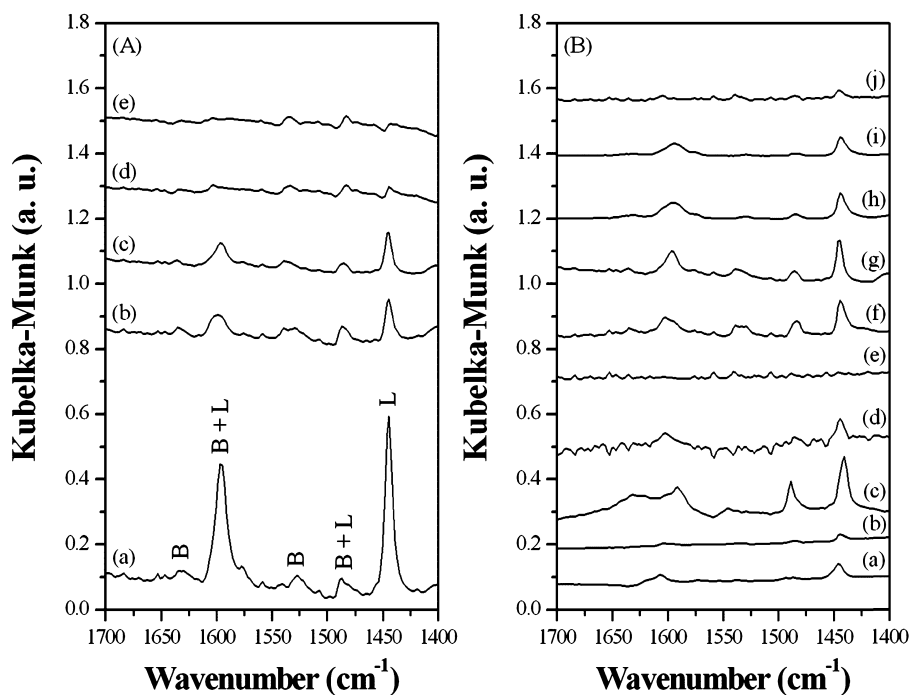 (A)
Kubelka-Munk (a. u.)
1.8
1.6
1.4
1.2
1.0
0.8
0.6
0.4
0.2
0.0
(e)
(d)
(c)
(b)
(a)
B
B + L
B
B + L
L
1700
1650
1600
1550
1500
1450
1400
Wavenumber (cm⁻¹)
(B)
Kubelka-Munk (a. u.)
1.8
1.6
1.4
1.2
1.0
0.8
0.6
0.4
0.2
0.0
(j)
(i)
(h)
(g)
(f)
(e)
(d)
(c)
(b)
(a)
1700
1650
1600
1550
1500
1450
1400
Wavenumber (cm⁻¹)